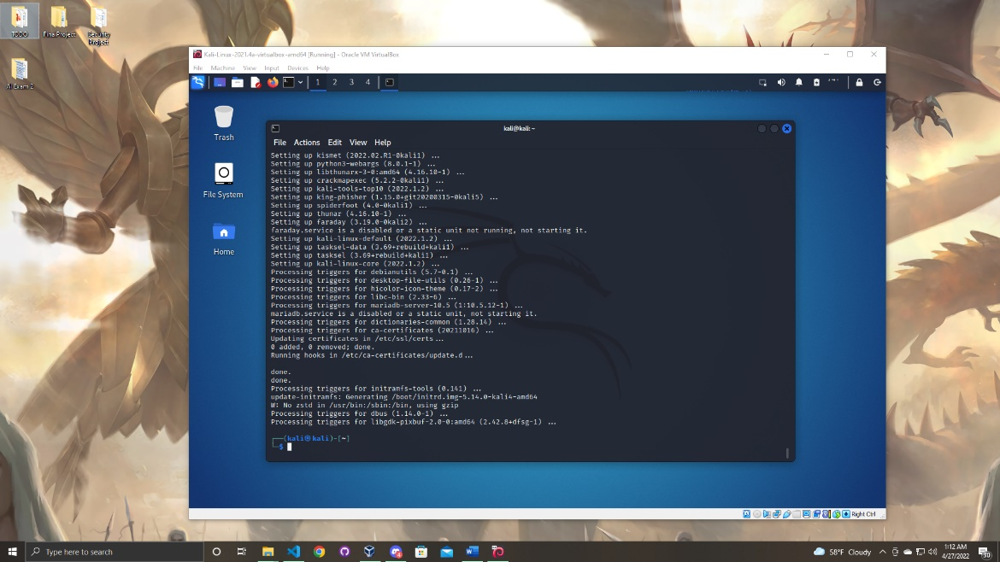 TODO
Fina Project
Security
Project
AI Exam 2
Kali-Linux-2021.4a-virtualbox-amd64 [Running] - Oracle VM VirtualBox
File Machine View Input Devices Help
1 2 3 4
Trash
File System
Home
kali@kali: ~
File Actions Edit View Help
Setting up kismet (2022.02.R1-0kali1) ...
Setting up python3-webargs (8.0.1-1) ...
Setting up libthunarx-3-0:amd64 (4.16.10-1) ...
Setting up crackmapexec (5.2.2-0kali1) ...
Setting up kali-tools-top10 (2022.1.2) ...
Setting up king-phisher (1.15.0+git20200315-0kali5) ...
Setting up spiderfoot (4.0-0kali1) ...
Setting up thunar (4.16.10-1) ...
Setting up faraday (3.19.0-0kali2) ...
faraday.service is a disabled or a static unit not running, not starting it.
Setting up kali-linux-default (2022.1.2) ...
Setting up tasksel-data (3.69+rebuild+kali1) ...
Setting up tasksel (3.69+rebuild+kali1) ...
Setting up kali-linux-core (2022.1.2) ...
Processing triggers for debianutils (5.7-0.1) ...
Processing triggers for desktop-file-utils (0.26-1) ...
Processing triggers for hicolor-icon-theme (0.17-2) ...
Processing triggers for libc-bin (2.33-6) ...
Processing triggers for mariadb-server-10.5 (1:10.5.12-1) ...
mariadb.service is a disabled or a static unit, not starting it.
Processing triggers for dictionaries-common (1.28.14) ...
Processing triggers for ca-certificates (20211016) ...
Updating certificates in /etc/ssl/certs...
0 added, 0 removed; done.
Running hooks in /etc/ca-certificates/update.d...
done.
done.
Processing triggers for initramfs-tools (0.141) ...
update-initramfs: Generating /boot/initrd.img-5.14.0-kali4-amd64
W: No zstd in /usr/bin:/sbin:/bin, using gzip
Processing triggers for dbus (1.14.0-1) ...
Processing triggers for libgdk-pixbuf-2.0-0:amd64 (2.42.8+dfsg-1) ...
┌──(kali㉿kali)-[~]
└─$
Right Ctrl
Type here to search
58°F Cloudy
1:12 AM
4/27/2022
30